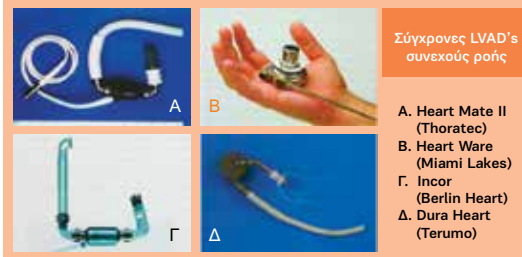 A
B
Γ
Δ
Σύγχρονες LVAD's
συνεχούς ροής
A. Heart Mate II
(Thoratec)
B. Heart Ware
(Miami Lakes)
Γ. Incor
(Berlin Heart)
Δ. Dura Heart
(Terumo)